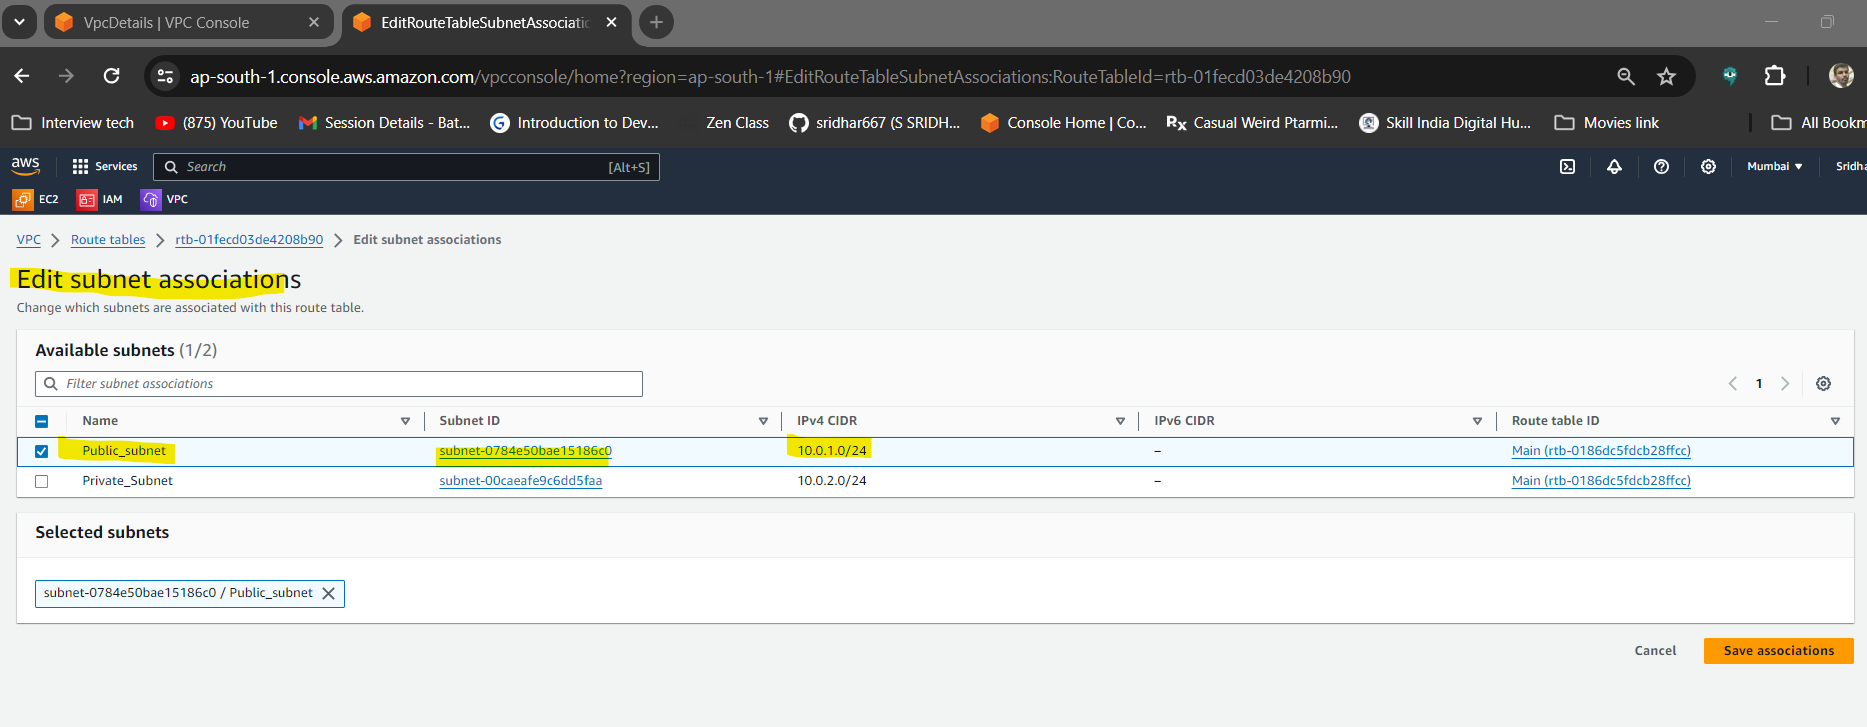 VpcDetails | VPC Console
EditRouteTableSubnetAssociatio
ap-south-1.console.aws.amazon.com/vpcconsole/home?region=ap-south-1#EditRouteTableSubnetAssociations:RouteTableId=rtb-01fecd03de4208b90
Interview tech (875) YouTube Session Details - Bat... Introduction to Dev... Zen Class sridhar667 (S SRIDH... Console Home | Co... Rx Casual Weird Ptarmi... Skill India Digital Hu... Movies link All Bookm
aws Services Search [Alt+S] Mumbai Sridha
EC2 IAM VPC
VPC Route tables rtb-01fecd03de4208b90 Edit subnet associations
Edit subnet associations
Change which subnets are associated with this route table.
Available subnets (1/2)
Filter subnet associations 1
Name Subnet ID IPv4 CIDR IPv6 CIDR Route table ID
Public_subnet subnet-0784e50bae15186c0 10.0.1.0/24 – Main (rtb-0186dc5fdcb28ffcc)
Private_Subnet subnet-00caeafe9c6dd5faa 10.0.2.0/24 – Main (rtb-0186dc5fdcb28ffcc)
Selected subnets
subnet-0784e50bae15186c0 / Public_subnet
Cancel Save associations